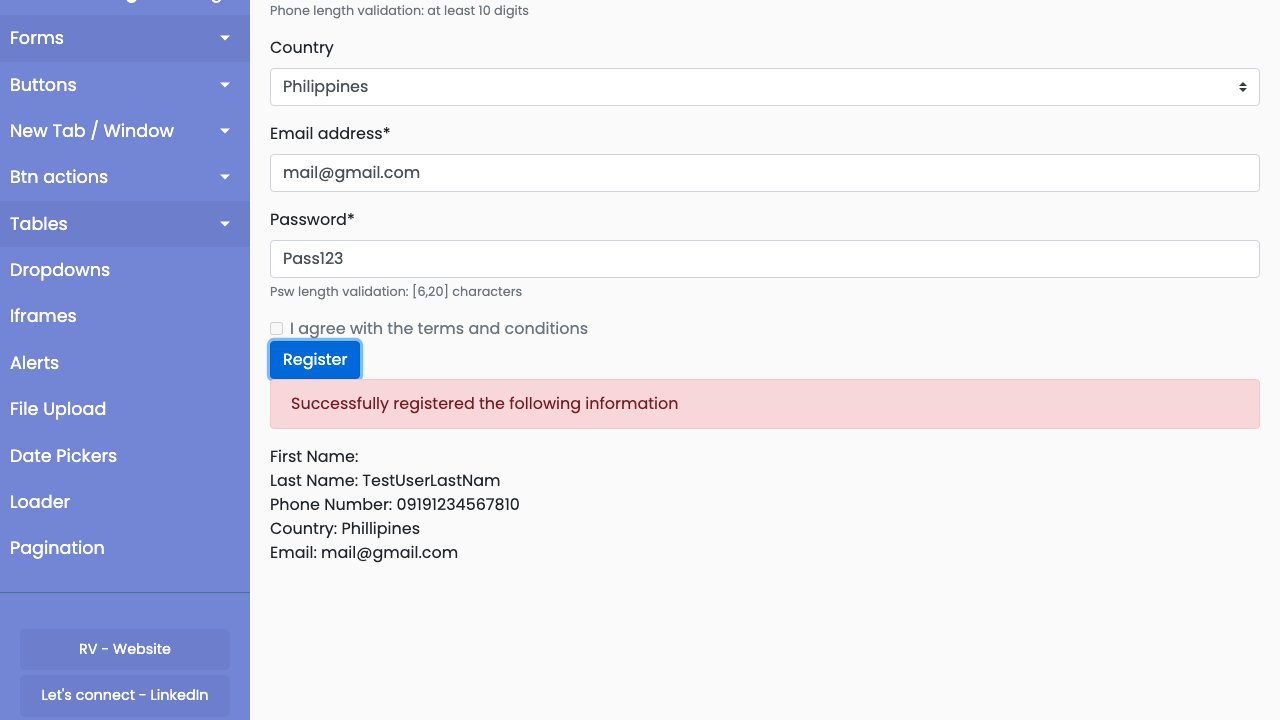 Forms
Buttons
New Tab / Window
Btn actions
Tables
Dropdowns
Iframes
Alerts
File Upload
Date Pickers
Loader
Pagination
RV - Website
Let's connect - LinkedIn
Phone length validation: at least 10 digits
Country
Philippines
Email address*
mail@gmail.com
Password*
Pass123
Psw length validation: [6,20] characters
I agree with the terms and conditions
Register
Successfully registered the following information
First Name:
Last Name: TestUserLastNam
Phone Number: 09191234567810
Country: Phillipines
Email: mail@gmail.com